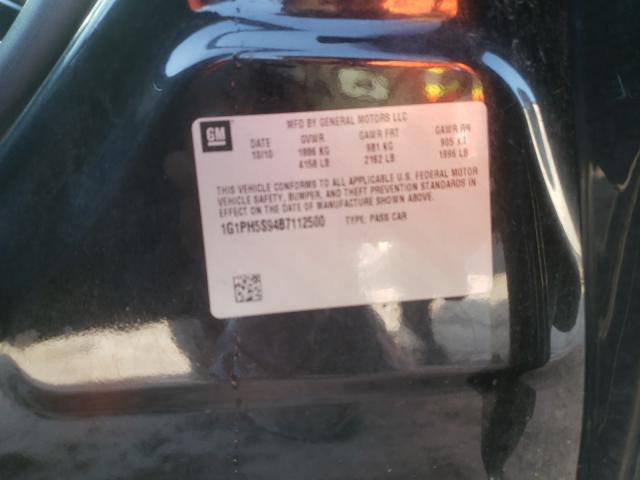 GM
MFD BY GENERAL MOTORS LLC
DATE GVWR GAWR FRT GAWR RR
10/10 1886 KG 981 KG 905 KG
4158 LB 2162 LB 1996 LB
THIS VEHICLE CONFORMS TO ALL APPLICABLE U.S. FEDERAL MOTOR
VEHICLE SAFETY, BUMPER, AND THEFT PREVENTION STANDARDS IN
EFFECT ON THE DATE OF MANUFACTURE SHOWN ABOVE.
1G1PH5S94B7112500 TYPE: PASS CAR